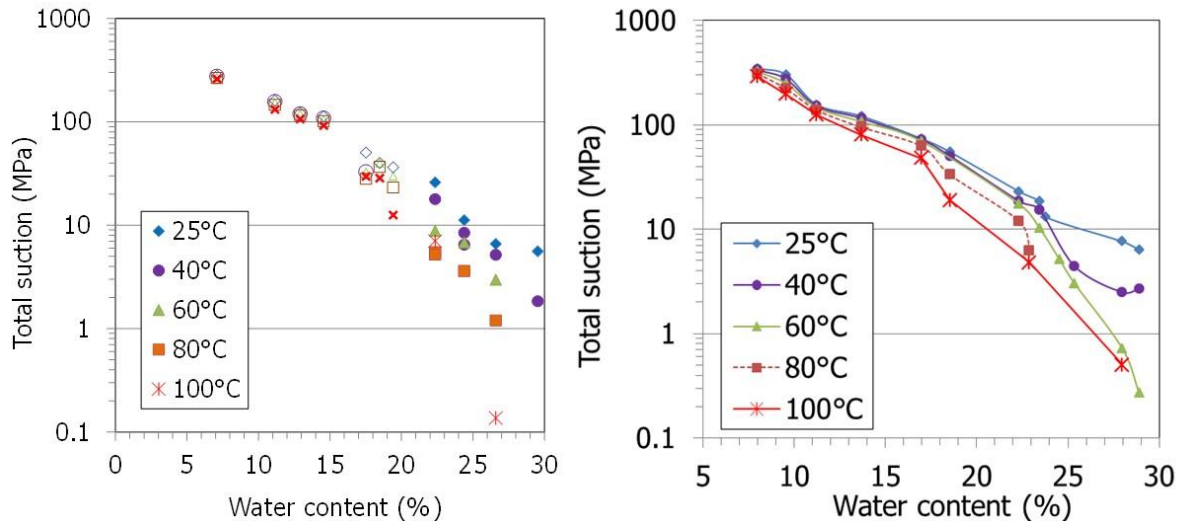 1000
100
10
1
0.1
Total suction (MPa)
25°C
40°C
60°C
80°C
100°C
0 5 10 15 20 25 30
Water content (%)
1000
100
10
1
0.1
Total suction (MPa)
25°C
40°C
60°C
80°C
100°C
5 10 15 20 25 30
Water content (%)